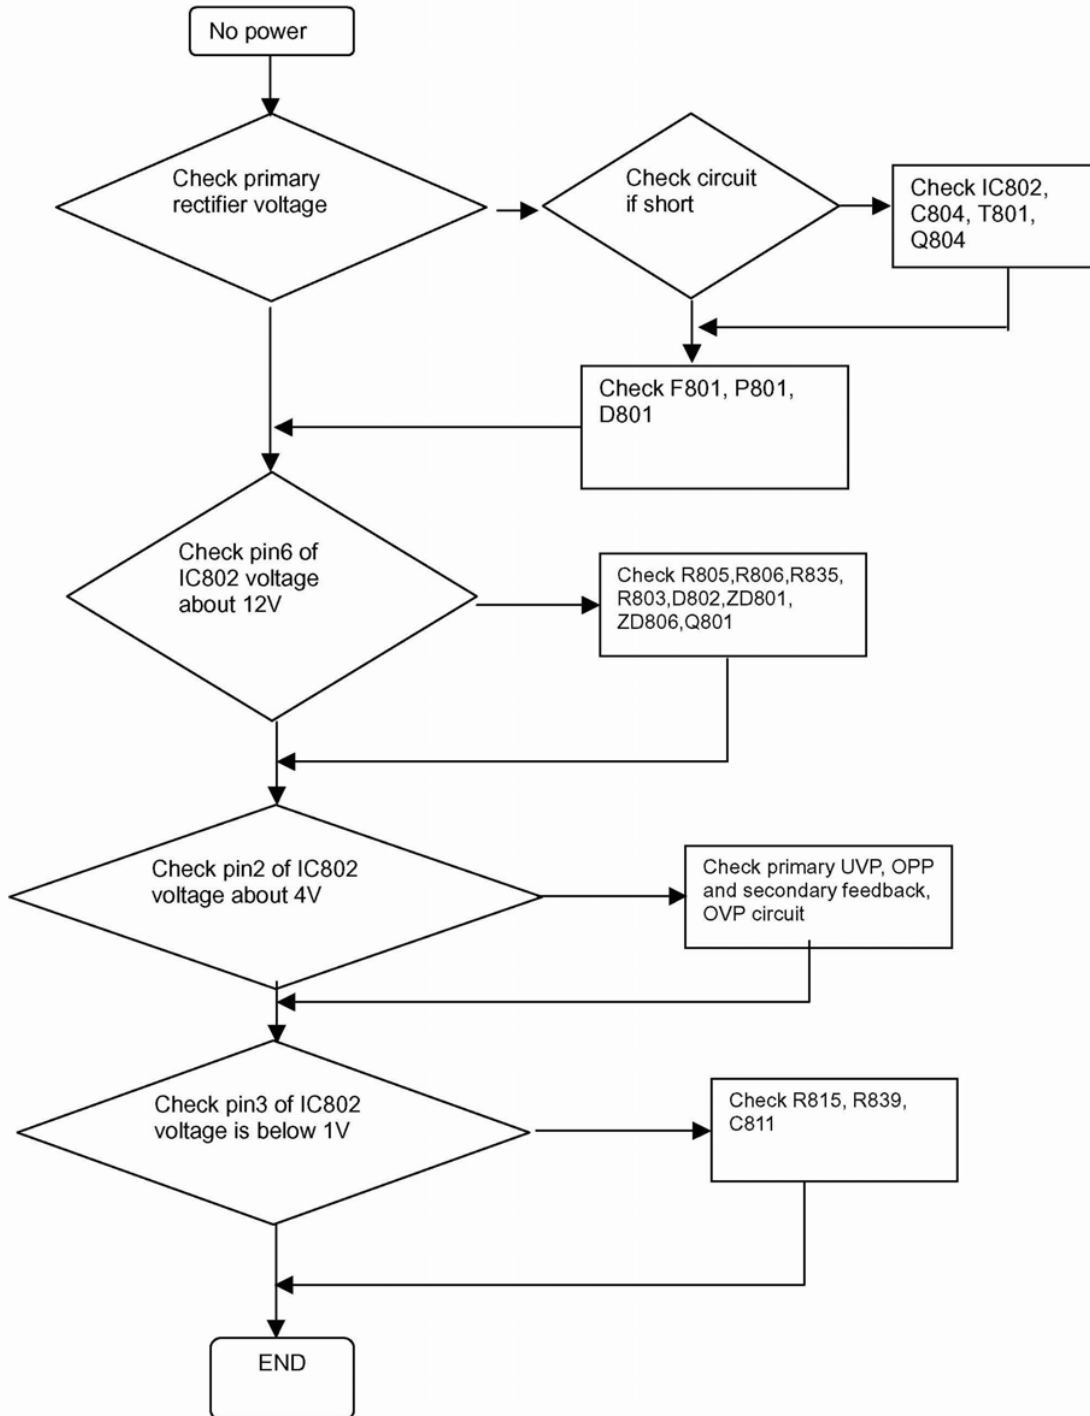 No power
Check primary
rectifier voltage
Check circuit
if short
Check IC802,
C804, T801,
Q804
Check F801, P801,
D801
Check pin6 of
IC802 voltage
about 12V
Check R805,R806,R835,
R803,D802,ZD801,
ZD806,Q801
Check pin2 of IC802
voltage about 4V
Check primary UVP, OPP
and secondary feedback,
OVP circuit
Check pin3 of IC802
voltage is below 1V
Check R815, R839,
C811
END